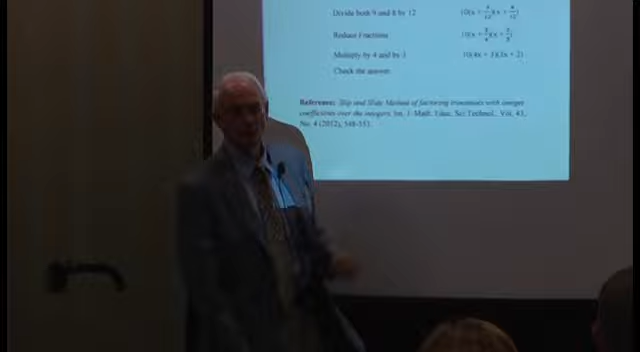 Divide both 9 and 8 by 12
Reduce Fractions
Multiply by 4 and by 3
Check the answer
Reference: Slip and Slide Method of factoring trinomials with integer
coefficients over the integers, Int. J. Math. Educ. Sci. Technol., Vol. 43,
No. 4 (2012), 548-553.